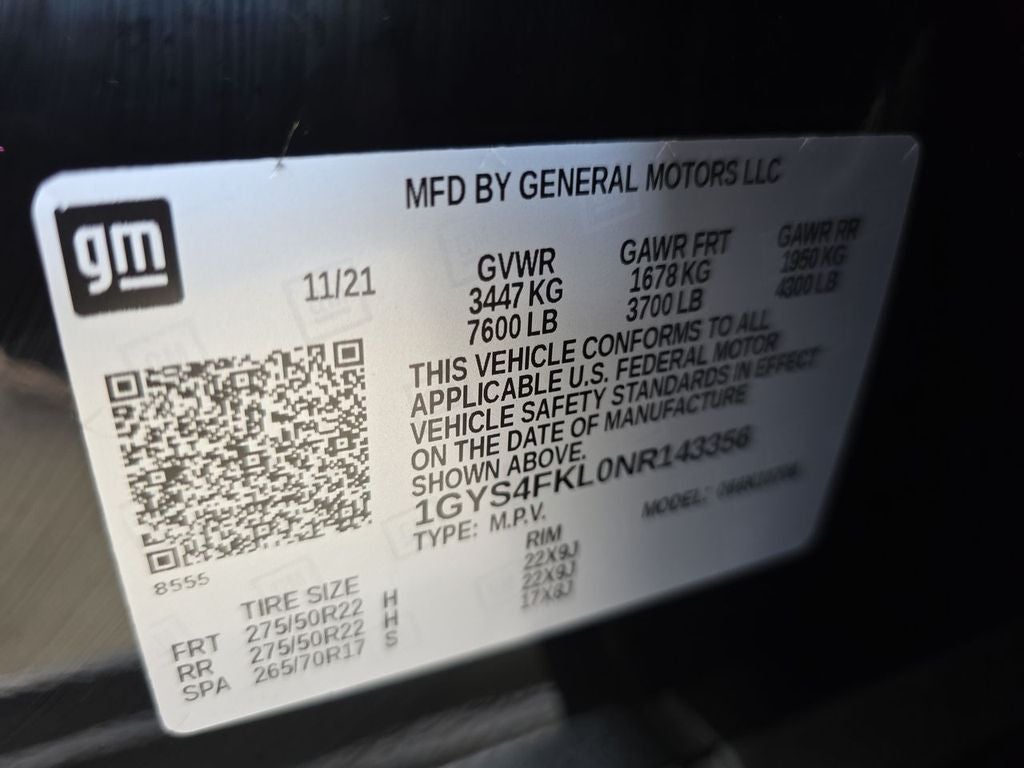 gm
MFD BY GENERAL MOTORS LLC
11/21
GVWR GAWR FRT GAWR RR
3447 KG 1678 KG 1950 KG
7600 LB 3700 LB 4300 LB
THIS VEHICLE CONFORMS TO ALL
APPLICABLE U.S. FEDERAL MOTOR
VEHICLE SAFETY STANDARDS IN EFFECT
ON THE DATE OF MANUFACTURE
SHOWN ABOVE.
1GYS4FKL0NR143356
TYPE: M.P.V. MODEL:
8555
TIRE SIZE RIM
FRT 275/50R22 H 22X9J
RR 275/50R22 H 22X9J
SPA 265/70R17 S 17X8J